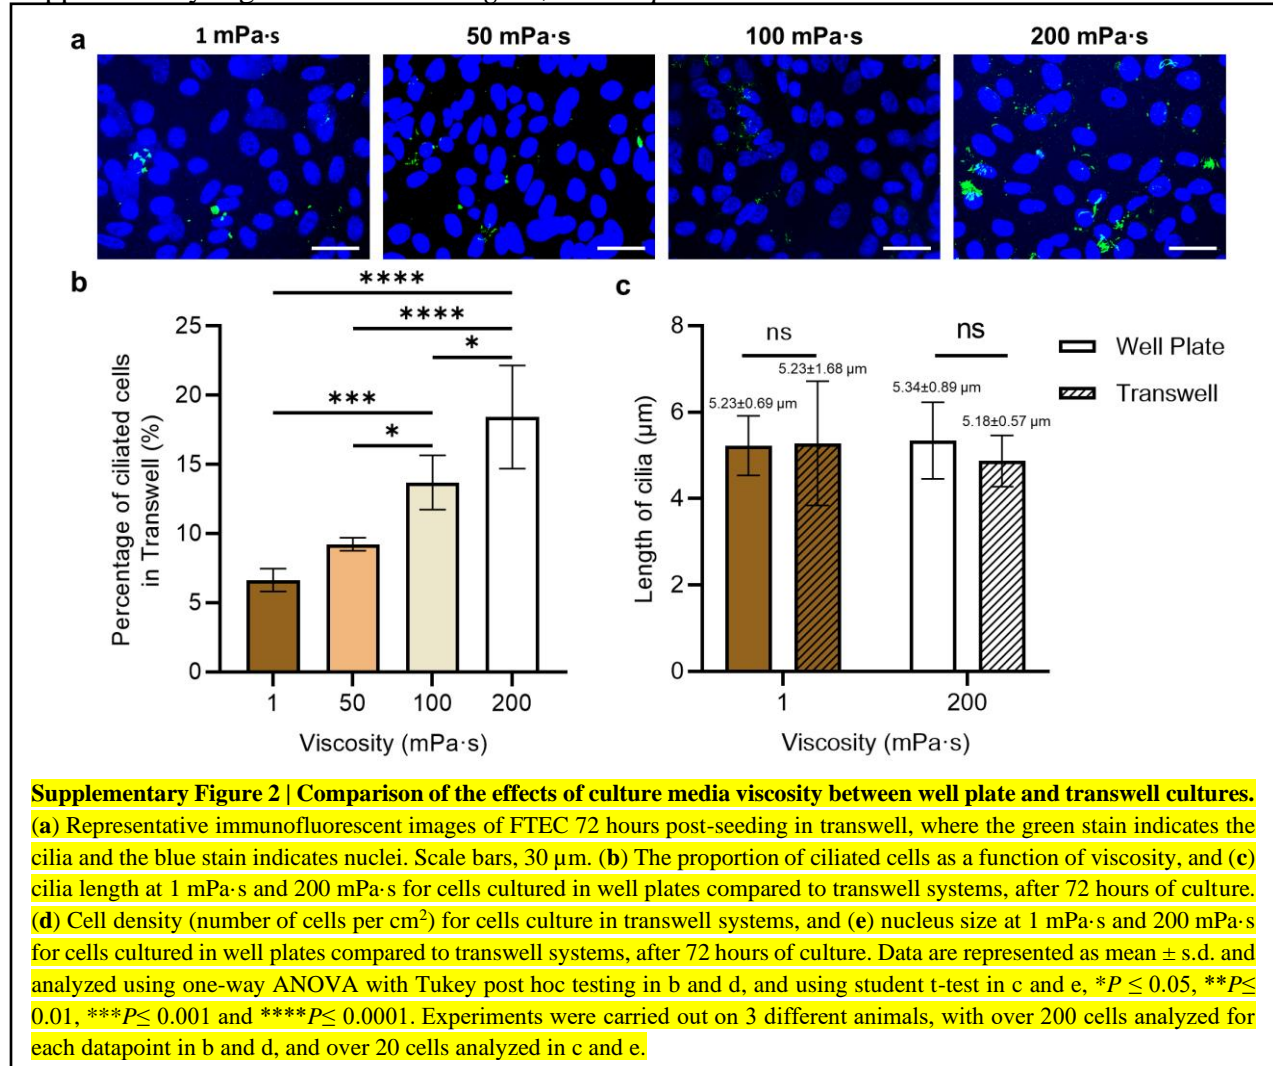 a
1 mPa·s
50 mPa·s
100 mPa·s
200 mPa·s
b
****
****
*
***
*
25
20
15
10
5
0
Percentage of ciliated cells
in Transwell (%)
1
50
100
200
Viscosity (mPa·s)
c
8
6
4
2
0
Length of cilia (µm)
ns
ns
5.23±0.69 µm
5.23±1.68 µm
5.34±0.89 µm
5.18±0.57 µm
1
200
Viscosity (mPa·s)
Well Plate
Transwell
Supplementary Figure 2 | Comparison of the effects of culture media viscosity between well plate and transwell cultures.
(a) Representative immunofluorescent images of FTEC 72 hours post-seeding in transwell, where the green stain indicates the
cilia and the blue stain indicates nuclei. Scale bars, 30 µm. (b) The proportion of ciliated cells as a function of viscosity, and (c)
cilia length at 1 mPa·s and 200 mPa·s for cells cultured in well plates compared to transwell systems, after 72 hours of culture.
(d) Cell density (number of cells per cm²) for cells culture in transwell systems, and (e) nucleus size at 1 mPa·s and 200 mPa·s
for cells cultured in well plates compared to transwell systems, after 72 hours of culture. Data are represented as mean ± s.d. and
analyzed using one-way ANOVA with Tukey post hoc testing in b and d, and using student t-test in c and e, *P ≤ 0.05, **P≤
0.01, ***P≤ 0.001 and ****P≤ 0.0001. Experiments were carried out on 3 different animals, with over 200 cells analyzed for
each datapoint in b and d, and over 20 cells analyzed in c and e.